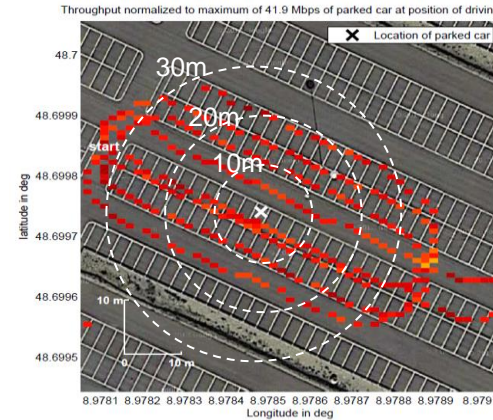 Throughput normalized to maximum of 41.9 Mbps of parked car at position of drivin
Location of parked car
48.7
30m
48.6999
20m
start
10m
48.6998
latitude in deg
48.6997
48.6996
10 m
48.6995
0 10 m
8.9781 8.9782 8.9783 8.9784 8.9785 8.9786 8.9787 8.9788 8.9789 8.979
Longitude in deg